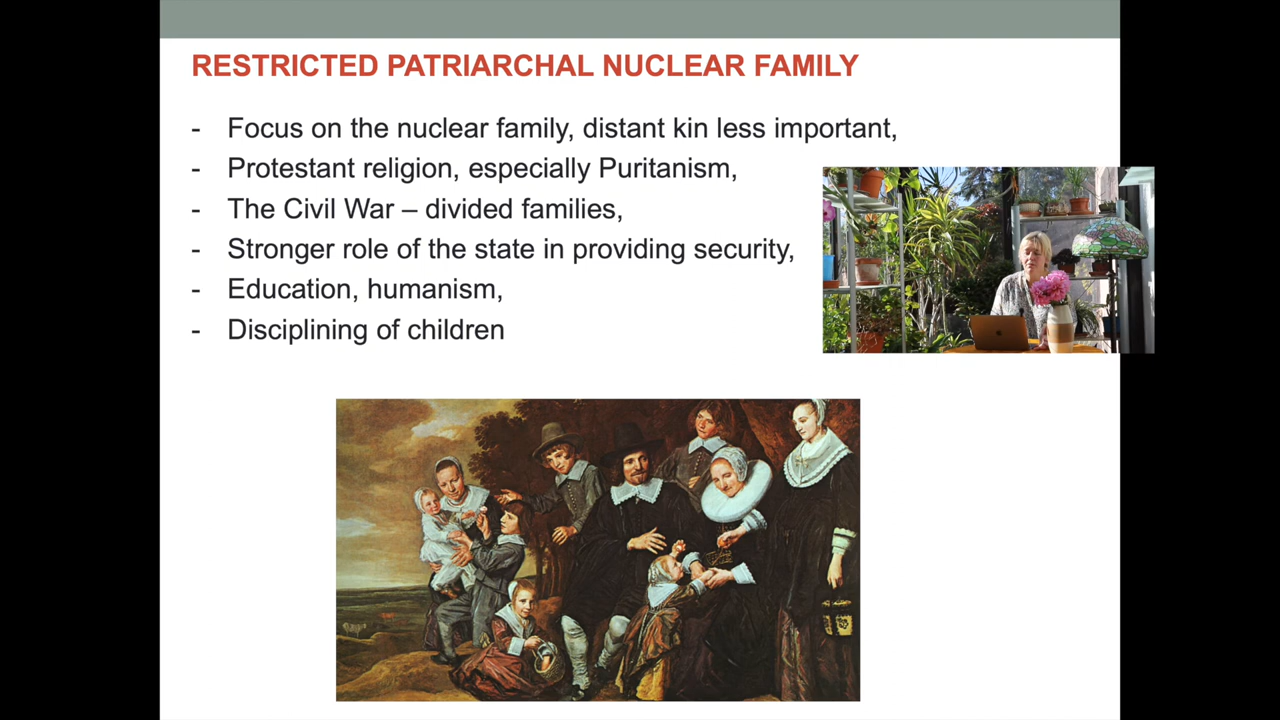 RESTRICTED PATRIARCHAL NUCLEAR FAMILY
- Focus on the nuclear family, distant kin less important,
- Protestant religion, especially Puritanism,
- The Civil War – divided families,
- Stronger role of the state in providing security,
- Education, humanism,
- Disciplining of children